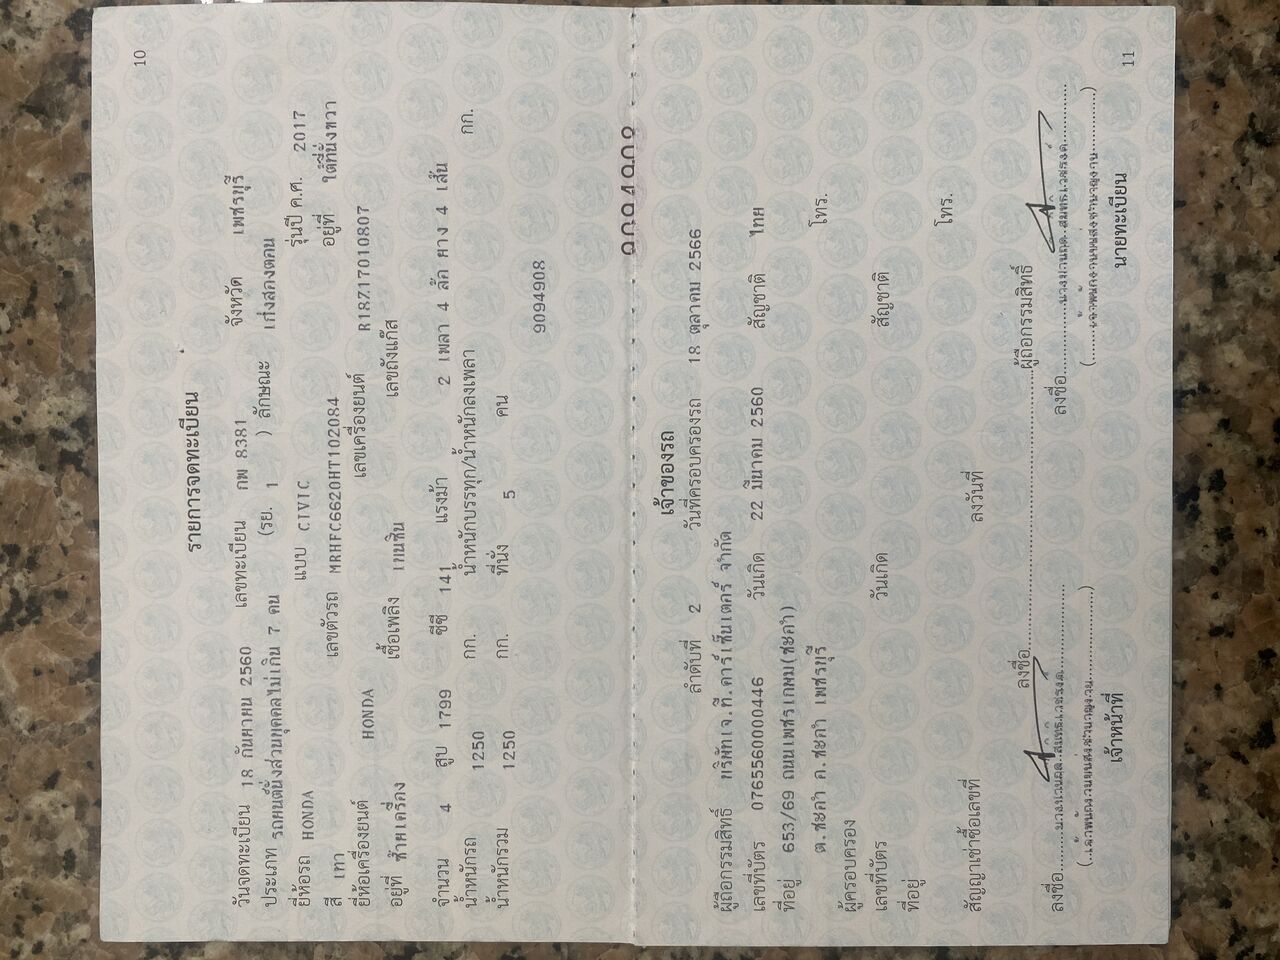 10
รายการจดทะเบียน
วันจดทะเบียน 18 กันยายน 2560 เลขทะเบียน กพ 8381 จังหวัด เพชรบุรี
ประเภท รถยนต์นั่งส่วนบุคคลไม่เกิน 7 คน (รย. 1 ) ลักษณะ เก๋งสองตอน
ยี่ห้อรถ HONDA แบบ CIVIC รุ่นปี ค.ศ. 2017
สี เทา เลขตัวรถ MRHFC6620HT102084 อยู่ที่ ใต้ที่นั่งขวา
ยี่ห้อเครื่องยนต์ HONDA เลขเครื่องยนต์ R18Z17010807
อยู่ที่ ซ้ายเครื่อง เชื้อเพลิง เบนซิน เลขถังแก๊ส
จำนวน 4 สูบ 1799 ซีซี 141 แรงม้า 2 เพลา 4 ล้อ ยาง 4 เส้น
น้ำหนักรถ 1250 กก. น้ำหนักบรรทุก/น้ำหนักลงเพลา กก.
น้ำหนักรวม 1250 กก. ที่นั่ง 5 คน
9094908
เจ้าของรถ
ลำดับที่ 2 วันที่ครอบครองรถ 18 ตุลาคม 2566
ผู้ถือกรรมสิทธิ์ บริษัทเจ.ที.คาร์เซ็นเตอร์ จำกัด
เลขที่บัตร 0765560000446 วันเกิด 22 มีนาคม 2560 สัญชาติ ไทย
ที่อยู่ 653/69 ถนนเพชรเกษม(ชะอำ)
ต.ชะอำ อ.ชะอำ เพชรบุรี โทร.
ผู้ครอบครอง
เลขที่บัตร วันเกิด สัญชาติ
ที่อยู่ โทร.
สัญญาเช่าซื้อเลขที่ ลงวันที่
ลงชื่อ ผู้ถือกรรมสิทธิ์
ลงชื่อ ลงชื่อ
เจ้าหน้าที่ นายทะเบียน
11